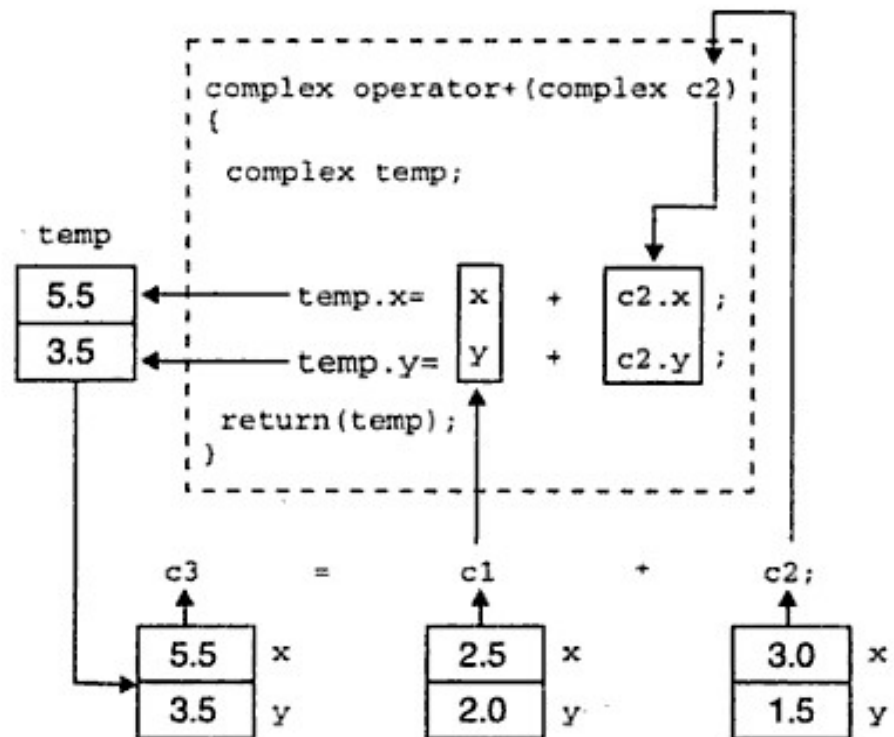 complex operator+(complex c2)
{
complex temp;
temp
5.5
temp.x= x + c2.x ;
3.5
temp.y= y + c2.y ;
return(temp);
}
c3 = c1 + c2;
5.5 x 2.5 x 3.0 x
3.5 y 2.0 y 1.5 y